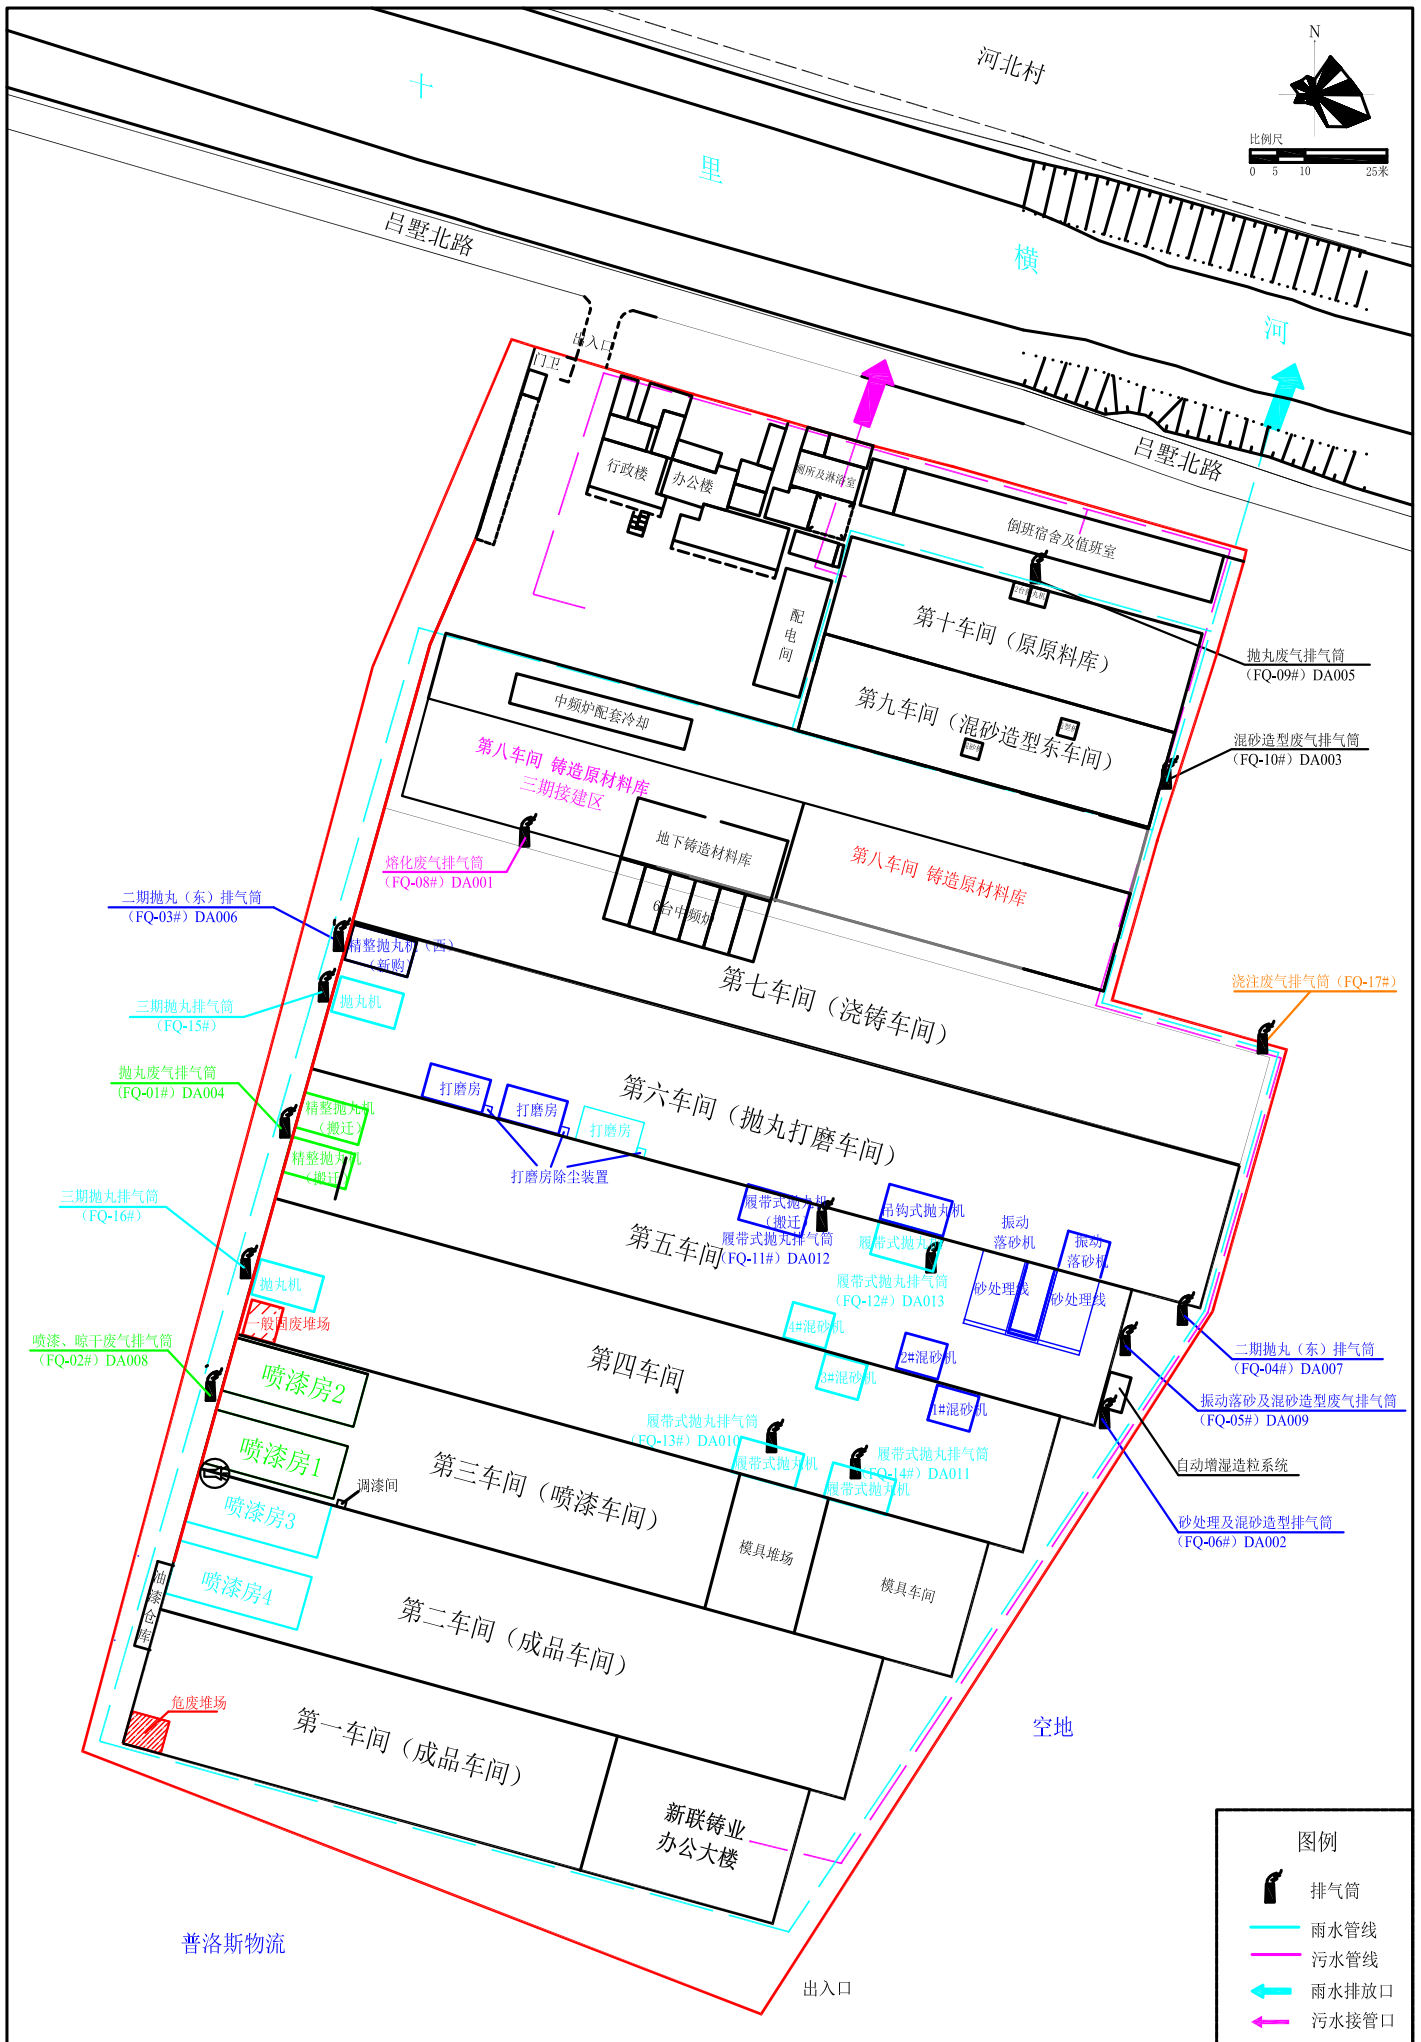 河北村
N
比例尺
0 5 10 25米
十
里
横
河
吕墅北路
吕墅北路
出入口
门卫
行政楼
办公楼
厕所及淋浴室
倒班宿舍及值班室
配
电
间
第十车间（原原料库）
抛丸废气排气筒
（FQ-09#）DA005
第九车间（混砂造型东车间）
混砂造型废气排气筒
（FQ-10#）DA003
中频炉配套冷却
第八车间 铸造原材料库
三期接建区
地下铸造材料库
第八车间 铸造原材料库
熔化废气排气筒
（FQ-08#）DA001
6台中频炉
二期抛丸（东）排气筒
（FQ-03#）DA006
精整抛丸机（西）
（新购）
第七车间（浇铸车间）
浇注废气排气筒（FQ-17#）
三期抛丸排气筒
（FQ-15#）
抛丸机
抛丸废气排气筒
（FQ-01#）DA004
精整抛丸机
（搬迁）
精整抛丸机
（搬迁）
打磨房
打磨房
打磨房
打磨房除尘装置
第六车间（抛丸打磨车间）
三期抛丸排气筒
（FQ-16#）
抛丸机
第五车间
履带式抛丸机
（搬迁）
履带式抛丸排气筒
（FQ-11#）DA012
吊钩式抛丸机
履带式抛丸机
履带式抛丸排气筒
（FQ-12#）DA013
振动
落砂机
振动
落砂机
砂处理线
砂处理线
一般固废堆场
喷漆、晾干废气排气筒
（FQ-02#）DA008
二期抛丸（东）排气筒
（FQ-04#）DA007
振动落砂及混砂造型废气排气筒
（FQ-05#）DA009
自动增湿造粒系统
砂处理及混砂造型排气筒
（FQ-06#）DA002
4#混砂机
2#混砂机
3#混砂机
1#混砂机
第四车间
喷漆房2
喷漆房1
喷漆房3
喷漆房4
调漆间
履带式抛丸排气筒
（FQ-13#）DA010
履带式抛丸机
履带式抛丸排气筒
（FQ-14#）DA011
履带式抛丸机
第三车间（喷漆车间）
模具堆场
模具车间
油
漆
仓
库
第二车间（成品车间）
危废堆场
第一车间（成品车间）
新联铸业
办公大楼
空地
普洛斯物流
出入口
图例
排气筒
雨水管线
污水管线
雨水排放口
污水接管口